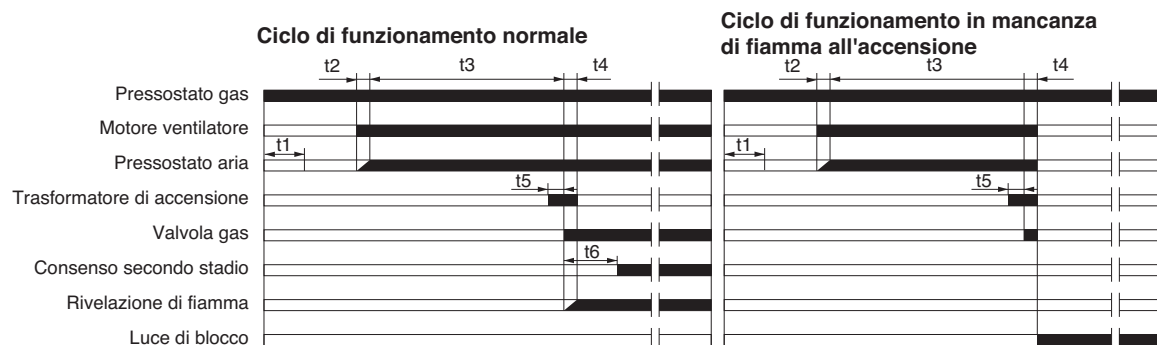 Ciclo di funzionamento normale
Ciclo di funzionamento in mancanza
di fiamma all'accensione
t2 t3 t4 t2 t3 t4
Pressostato gas
Motore ventilatore
t1 t1
Pressostato aria
t5 t5
Trasformatore di accensione
Valvola gas
t6
Consenso secondo stadio
Rivelazione di fiamma
Luce di blocco